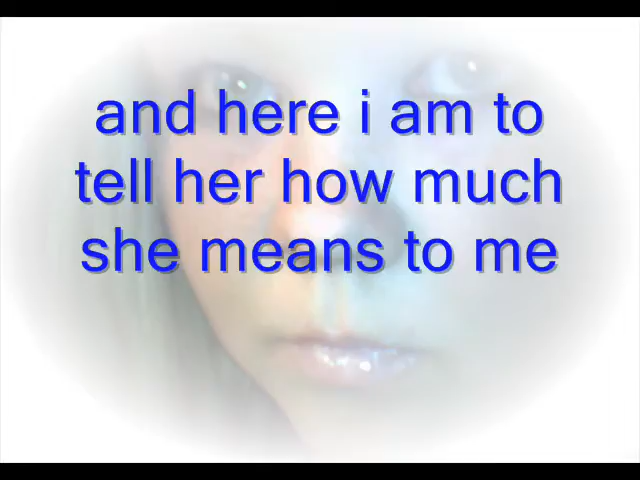 and here i am to
tell her how much
she means to me